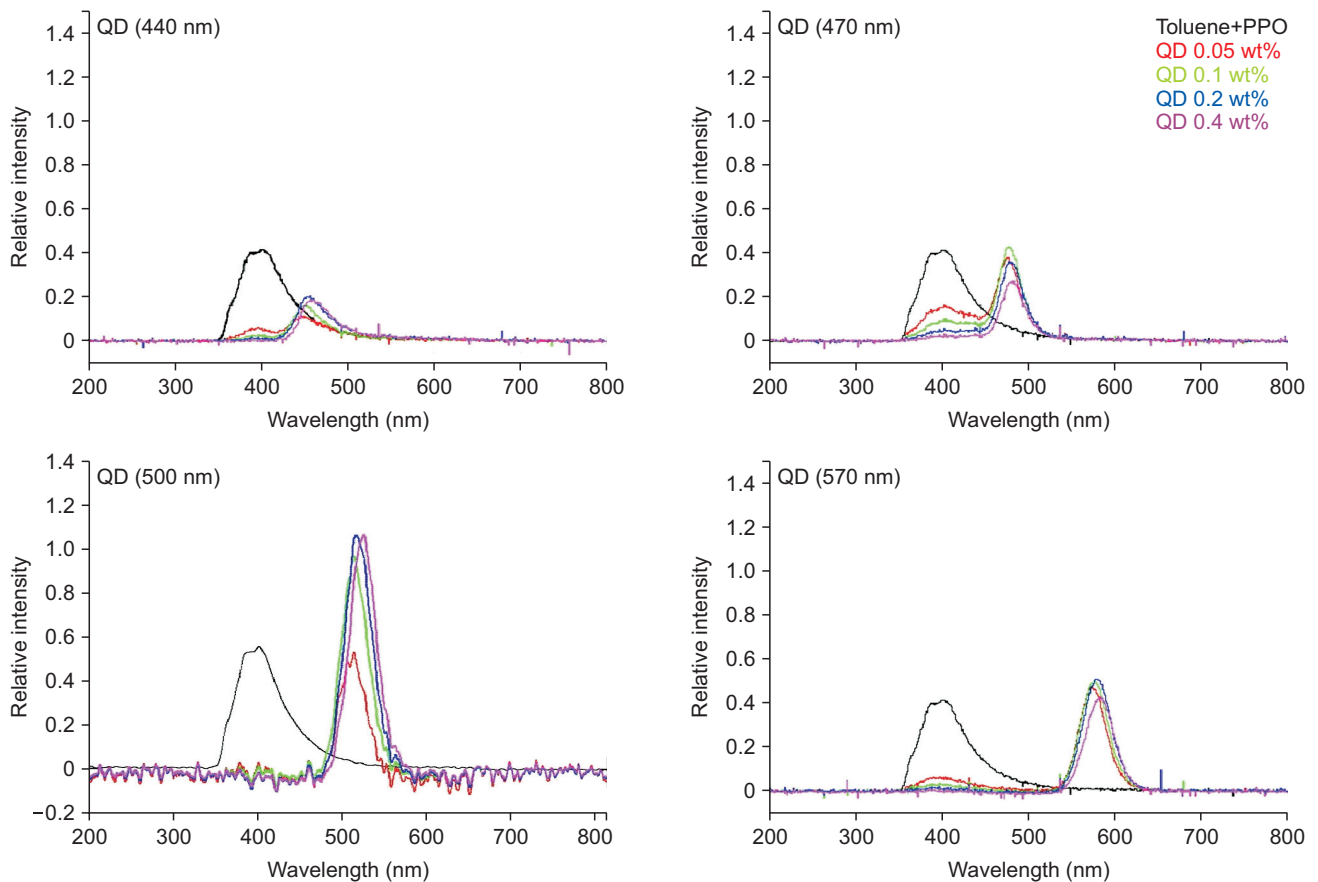 QD (440 nm)
1.4
1.2
1.0
0.8
0.6
0.4
0.2
0
Relative intensity
200 300 400 500 600 700 800
Wavelength (nm)
QD (470 nm)
Toluene+PPO
QD 0.05 wt%
QD 0.1 wt%
QD 0.2 wt%
QD 0.4 wt%
1.4
1.2
1.0
0.8
0.6
0.4
0.2
0
Relative intensity
200 300 400 500 600 700 800
Wavelength (nm)
QD (500 nm)
1.4
1.2
1.0
0.8
0.6
0.4
0.2
0
−0.2
Relative intensity
200 300 400 500 600 700 800
Wavelength (nm)
QD (570 nm)
1.4
1.2
1.0
0.8
0.6
0.4
0.2
0
Relative intensity
200 300 400 500 600 700 800
Wavelength (nm)